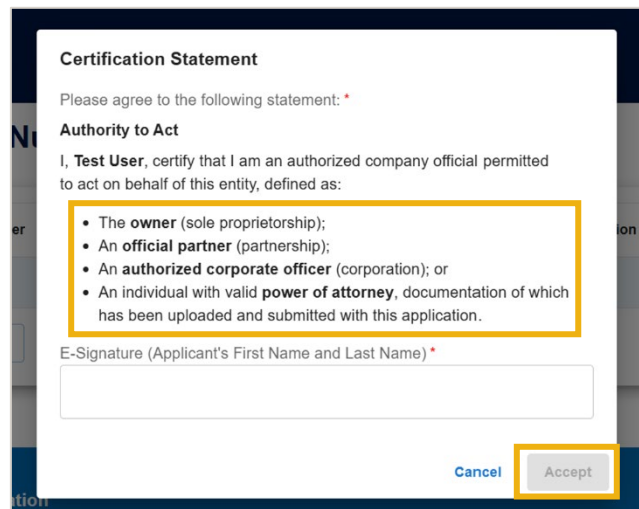 Certification Statement
Please agree to the following statement: *
Authority to Act
I, Test User, certify that I am an authorized company official permitted
to act on behalf of this entity, defined as:
• The owner (sole proprietorship);
• An official partner (partnership);
• An authorized corporate officer (corporation); or
• An individual with valid power of attorney, documentation of which
has been uploaded and submitted with this application.
E-Signature (Applicant's First Name and Last Name) *
Cancel Accept